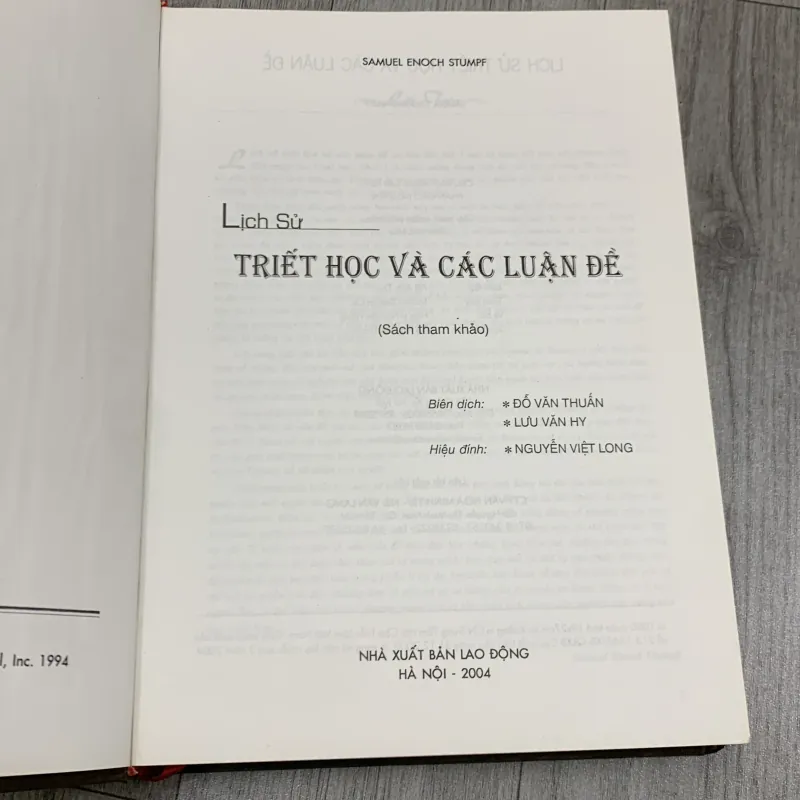 SAMUEL ENOCH STUMPF
Lịch Sử
TRIẾT HỌC VÀ CÁC LUẬN ĐỀ
(Sách tham khảo)
Biên dịch: * ĐỖ VĂN THUẤN
* LƯU VĂN HY
Hiệu đính: * NGUYỄN VIỆT LONG
, Inc. 1994
NHÀ XUẤT BẢN LAO ĐỘNG
HÀ NỘI - 2004